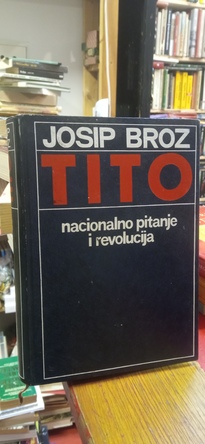 JOSIP BROZ
TITO
nacionalno pitanje
i revolucija